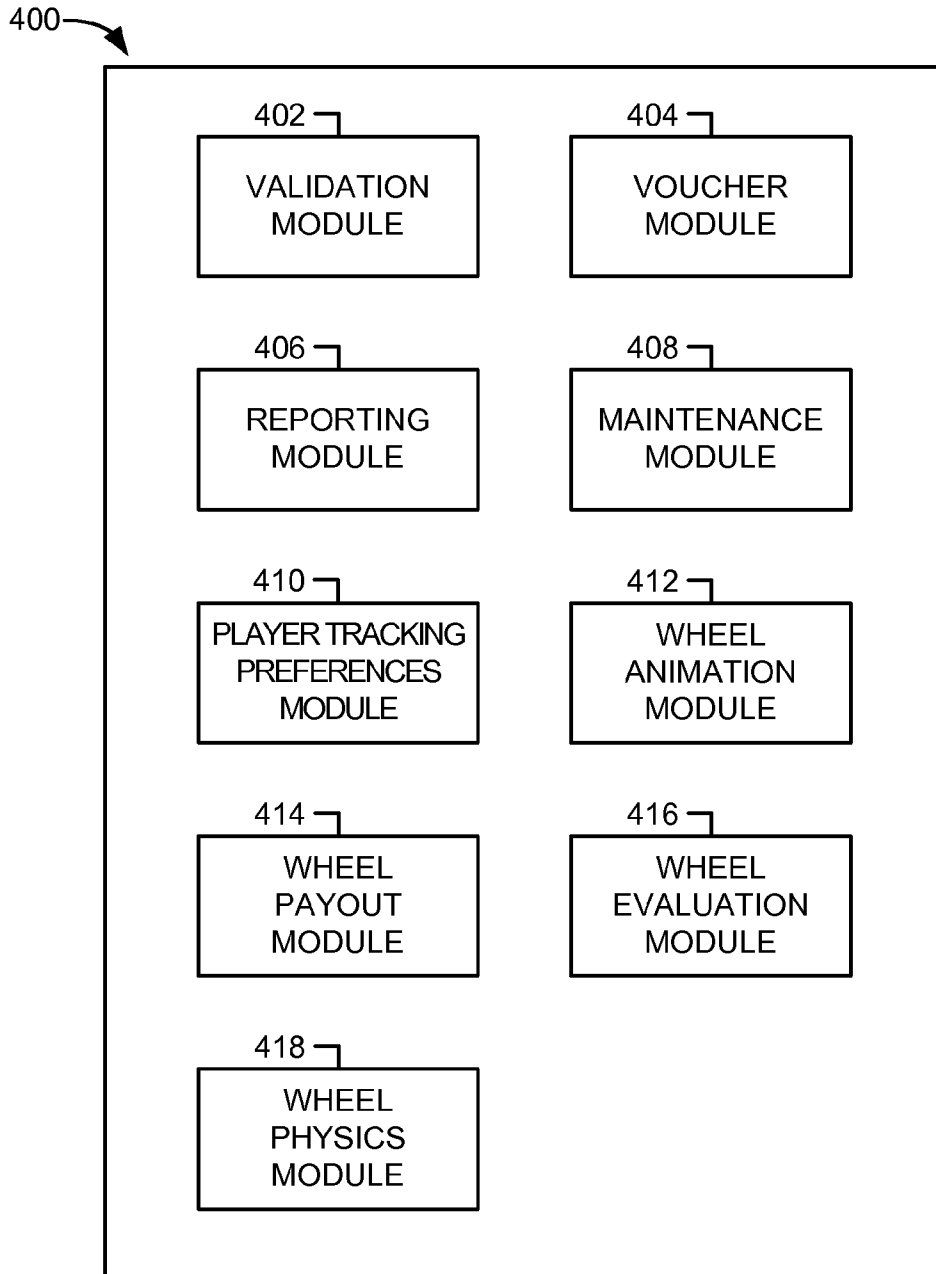 400
402
VALIDATION
MODULE
404
VOUCHER
MODULE
406
REPORTING
MODULE
408
MAINTENANCE
MODULE
410
PLAYER TRACKING
PREFERENCES
MODULE
412
WHEEL
ANIMATION
MODULE
414
WHEEL
PAYOUT
MODULE
416
WHEEL
EVALUATION
MODULE
418
WHEEL
PHYSICS
MODULE